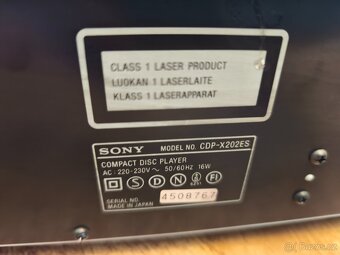 CLASS 1 LASER PRODUCT
LUOKAN 1 LASERLAITE
KLASS 1 LASERAPPARAT
SONY MODEL NO. CDP-X202ES
COMPACT DISC PLAYER
AC: 220-230V~ 50/60HZ 16W
S D N FI
SERIAL NO. 4508767
MADE IN JAPAN